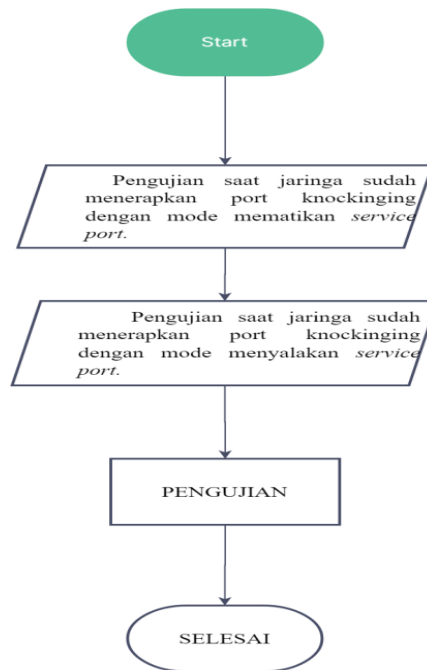 Start
Pengujian saat jaringa sudah
menerapkan port knockinging
dengan mode mematikan service
port.
Pengujian saat jaringa sudah
menerapkan port knockinging
dengan mode menyalakan service
port.
PENGUJIAN
SELESAI